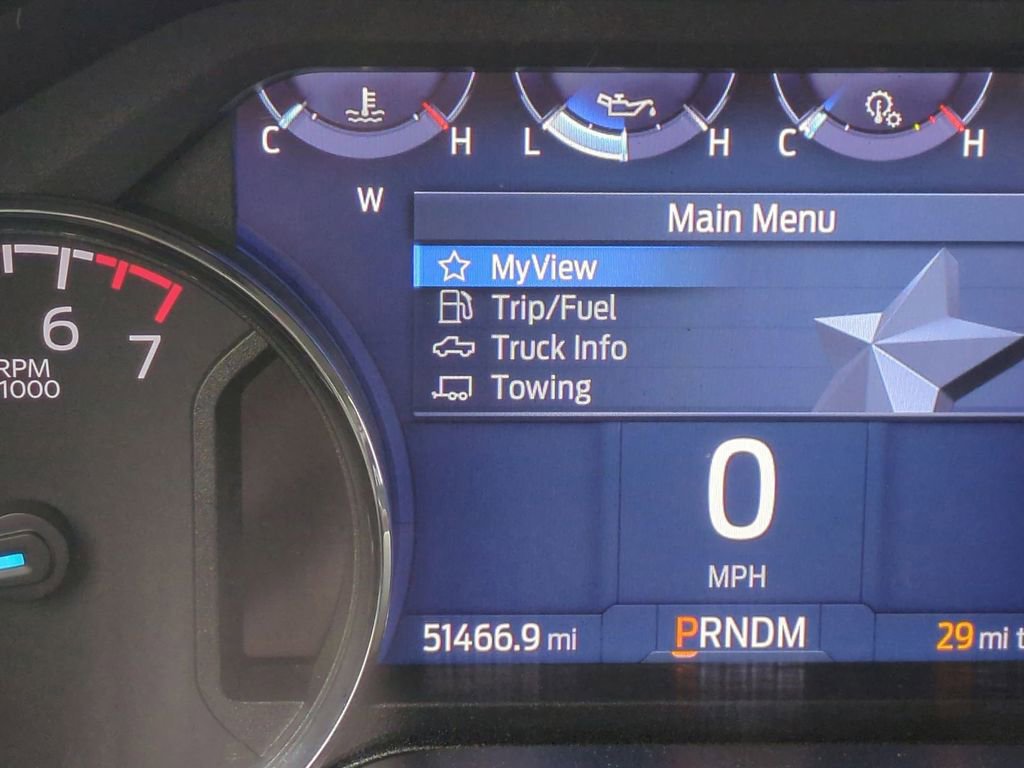 C H L H C H
W
Main Menu
MyView
Trip/Fuel
Truck Info
Towing
6
7
RPM
1000
0
MPH
51466.9 mi PRNDM 29 mi t